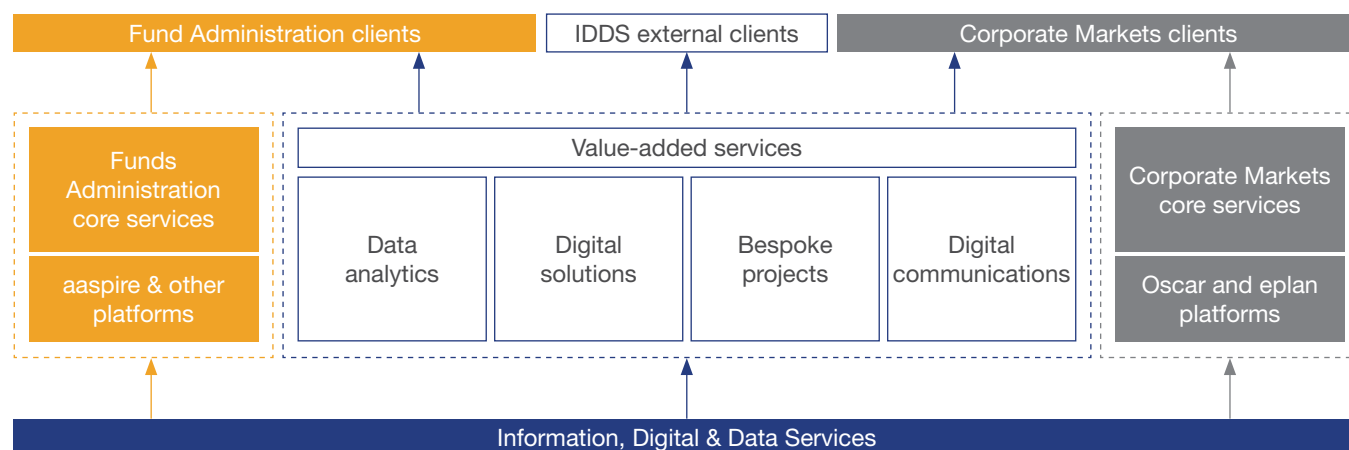 Fund Administration clients
IDDS external clients
Corporate Markets clients
Funds
Administration
core services
aaspire & other
platforms
Value-added services
Data
analytics
Digital
solutions
Bespoke
projects
Digital
communications
Corporate Markets
core services
Oscar and eplan
platforms
Information, Digital & Data Services